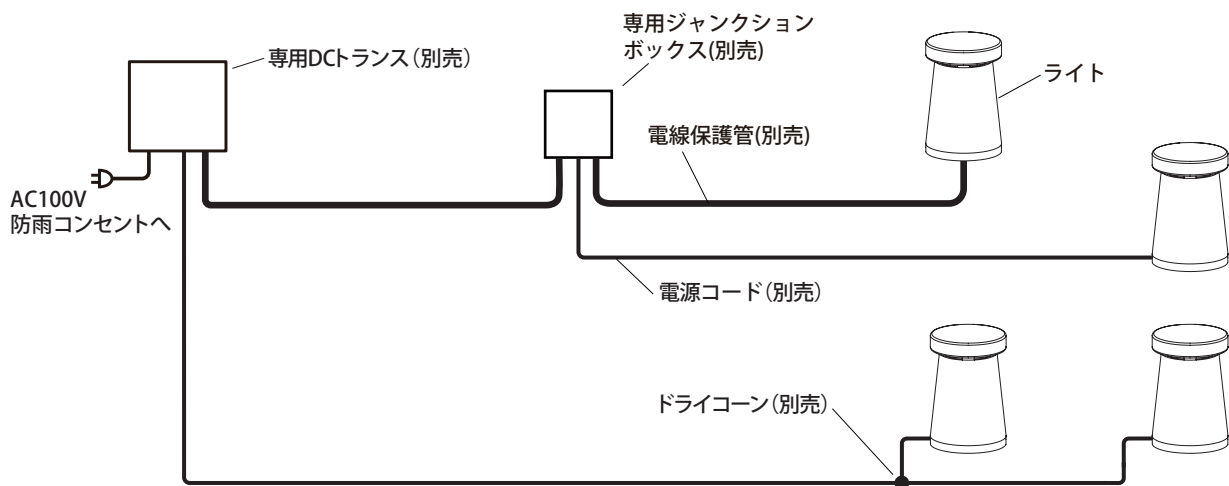 専用DCトランス（別売）
専用ジャンクション
ボックス(別売)
ライト
電線保護管(別売)
AC100V
防雨コンセントへ
電源コード（別売）
ドライコーン（別売）